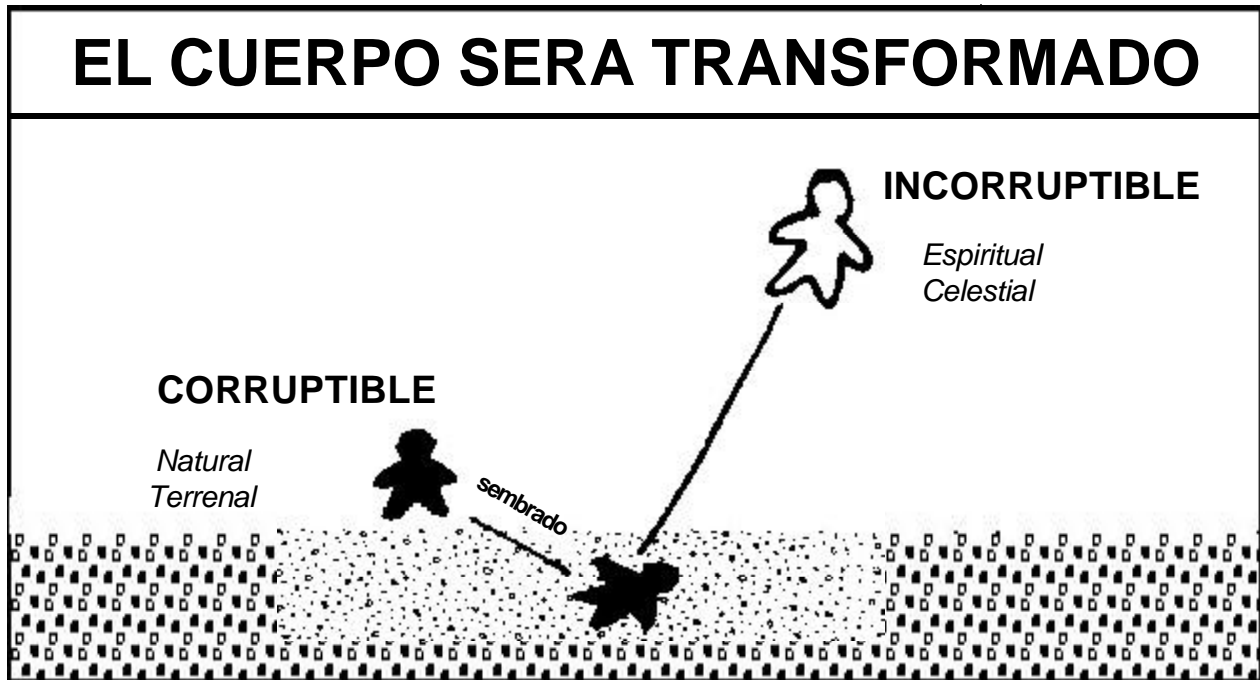 EL CUERPO SERA TRANSFORMADO
INCORRUPTIBLE
Espiritual
Celestial
CORRUPTIBLE
Natural
Terrenal
sembrado